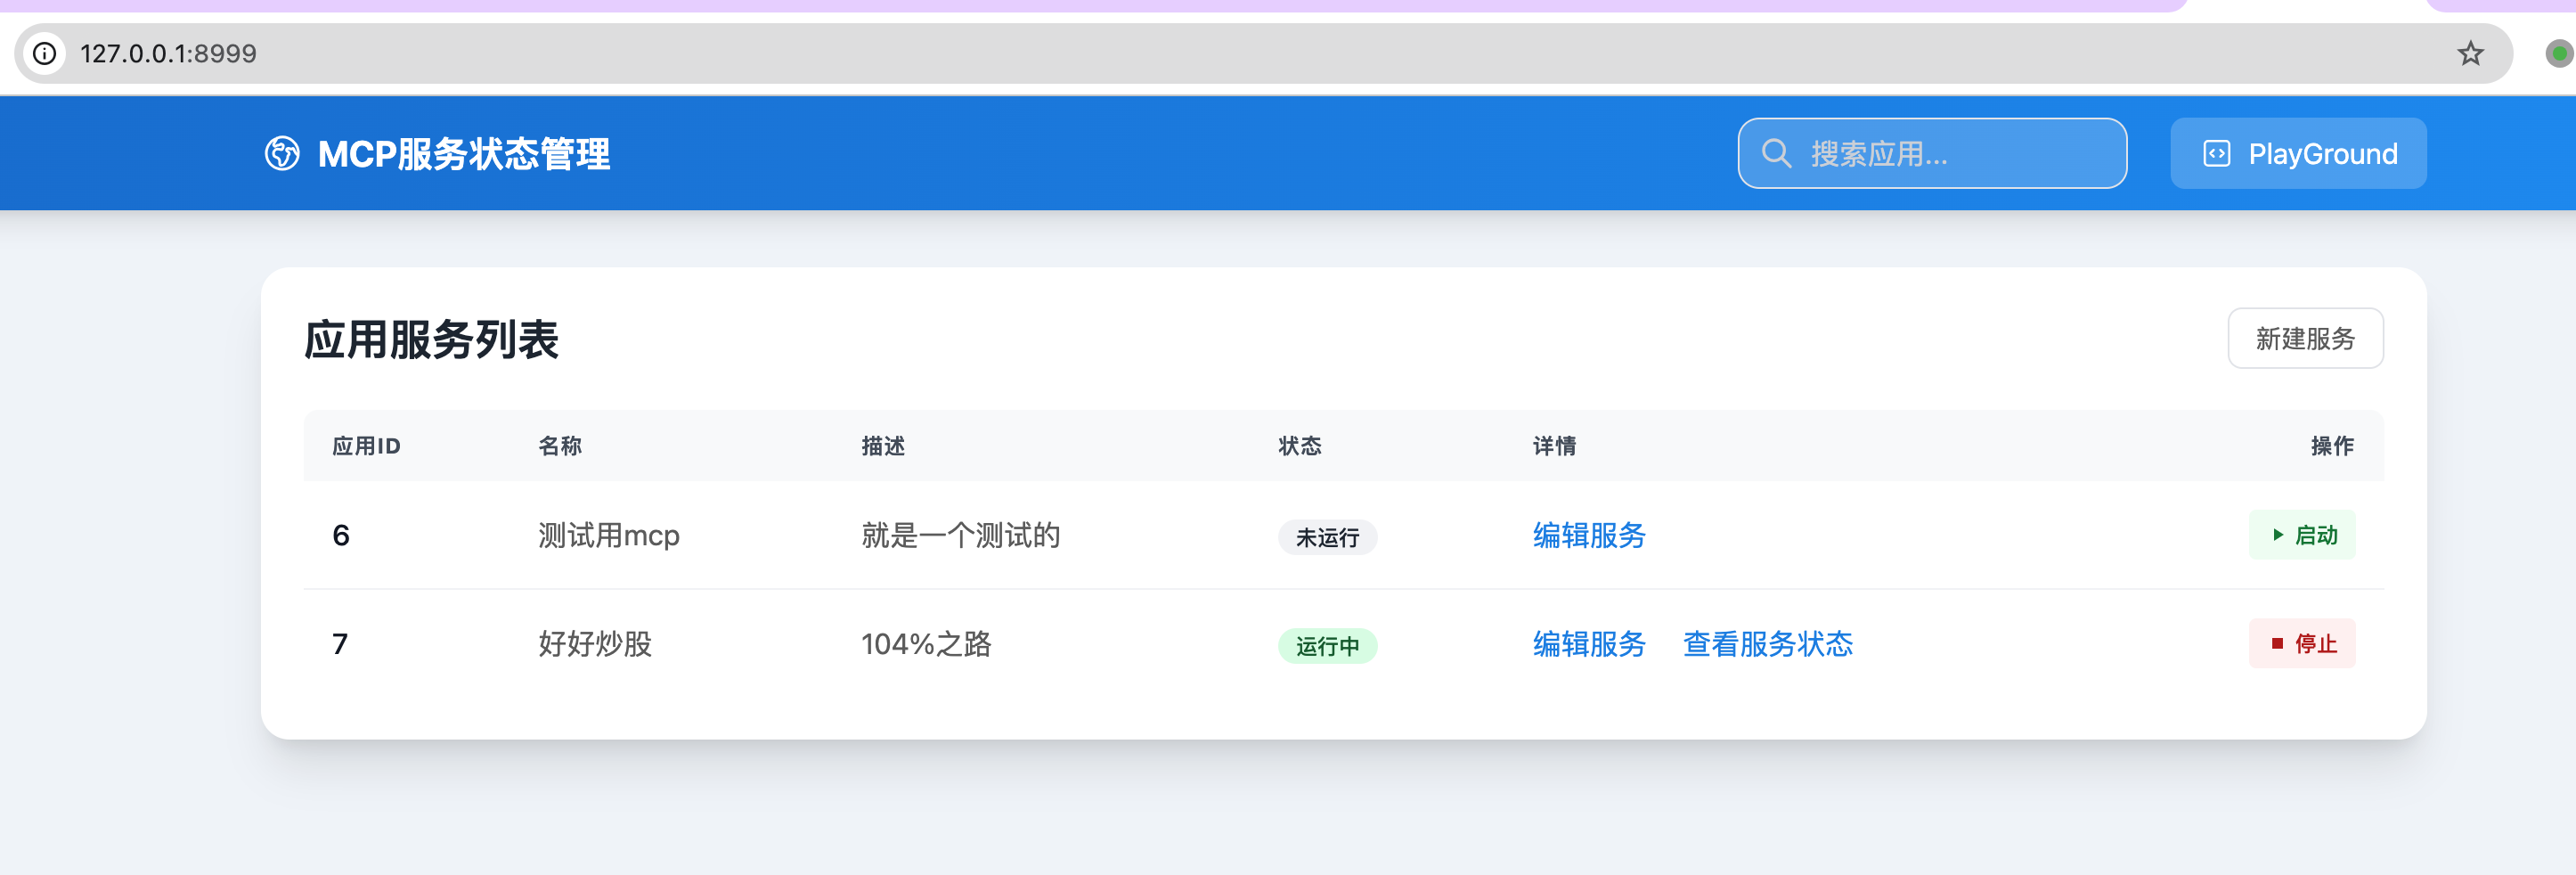 127.0.0.1:8999
MCP服务状态管理
搜索应用...
PlayGround
应用服务列表
新建服务
应用ID 名称 描述 状态 详情 操作
6 测试用mcp 就是一个测试的 未运行 编辑服务 启动
7 好好炒股 104%之路 运行中 编辑服务 查看服务状态 停止